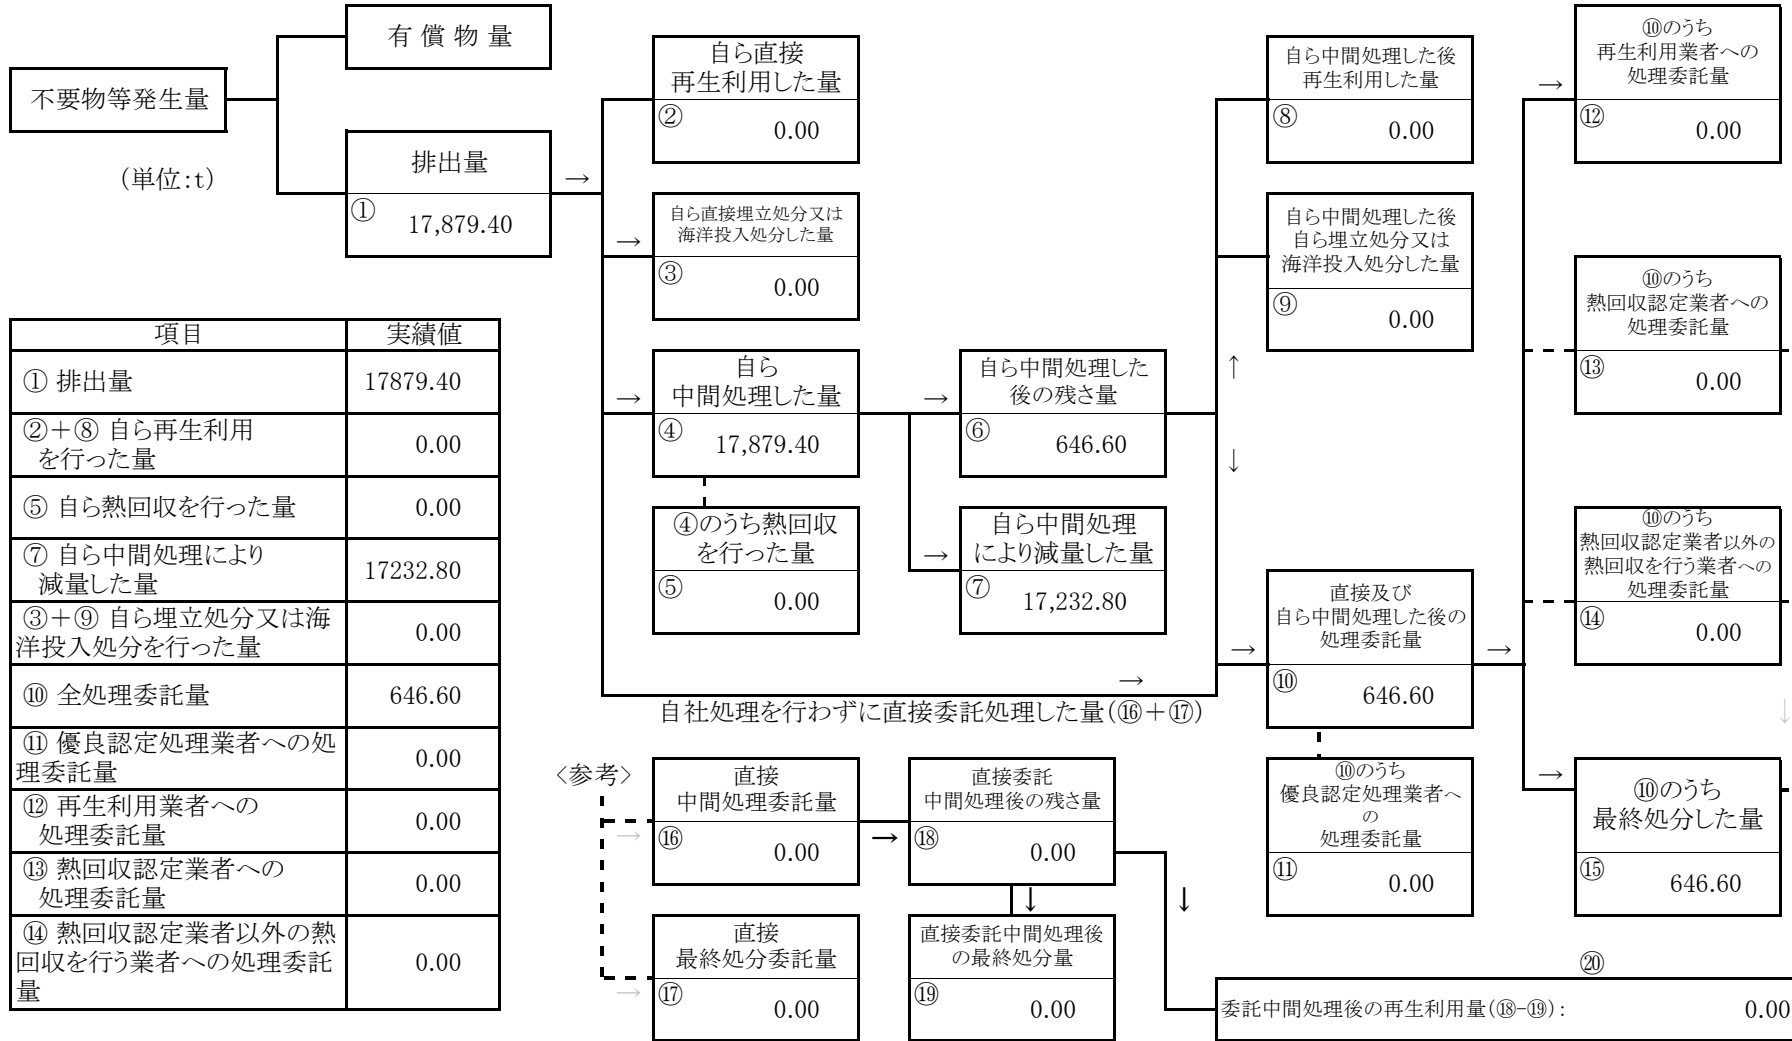 不要物等発生量
(単位:t)
有 償 物 量
排出量
①
17,879.40
→
自ら直接
再生利用した量
②
0.00
→
自ら直接埋立処分又は
海洋投入処分した量
③
0.00
→
自ら
中間処理した量
④
17,879.40
④のうち熱回収
を行った量
⑤
0.00
→
自ら中間処理した
後の残さ量
⑥
646.60
→
自ら中間処理
により減量した量
⑦
17,232.80
↑
↓
自ら中間処理した後
再生利用した量
⑧
0.00
自ら中間処理した後
自ら埋立処分又は
海洋投入処分した量
⑨
0.00
→
自社処理を行わずに直接委託処理した量(⑯+⑰)
→
直接及び
自ら中間処理した後の
処理委託量
⑩
646.60
⑩のうち
優良認定処理業者へ
の
処理委託量
⑪
0.00
→
→
⑩のうち
再生利用業者への
処理委託量
⑫
0.00
⑩のうち
熱回収認定業者への
処理委託量
⑬
0.00
⑩のうち
熱回収認定業者以外の
熱回収を行う業者への
処理委託量
⑭
0.00
↓
→
⑩のうち
最終処分した量
⑮
646.60
項目 実績値
① 排出量 17879.40
②+⑧ 自ら再生利用
を行った量 0.00
⑤ 自ら熱回収を行った量 0.00
⑦ 自ら中間処理により
減量した量 17232.80
③+⑨ 自ら埋立処分又は海
洋投入処分を行った量 0.00
⑩ 全処理委託量 646.60
⑪ 優良認定処理業者への処
理委託量 0.00
⑫ 再生利用業者への
処理委託量 0.00
⑬ 熱回収認定業者への
処理委託量 0.00
⑭ 熱回収認定業者以外の熱
回収を行う業者への処理委託
量 0.00
〈参考〉
→
直接
中間処理委託量
⑯
0.00
→
直接委託
中間処理後の残さ量
⑱
0.00
↓
↓
→
直接
最終処分委託量
⑰
0.00
直接委託中間処理後
の最終処分量
⑲
0.00
⑳
委託中間処理後の再生利用量(⑱-⑲): 0.00